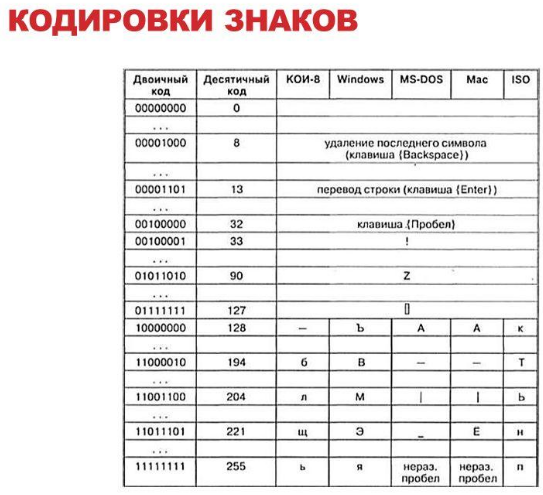 КОДИРОВКИ ЗНАКОВ
Двоичный код Десятичный код КОИ-8 Windows MS-DOS Mac ISO
00000000 0
...
00001000 8 удаление последнего символа (клавиша {Backspace})
...
00001101 13 перевод строки (клавиша {Enter})
...
00100000 32 клавиша {Пробел}
00100001 33 !
...
01011010 90 Z
...
01111111 127 []
10000000 128 — Ъ А А к
...
11000010 194 б В — — Т
...
11001100 204 л М | | Ь
...
11011101 221 щ Э _ Ё н
...
11111111 255 ь я нераз. пробел нераз. пробел п